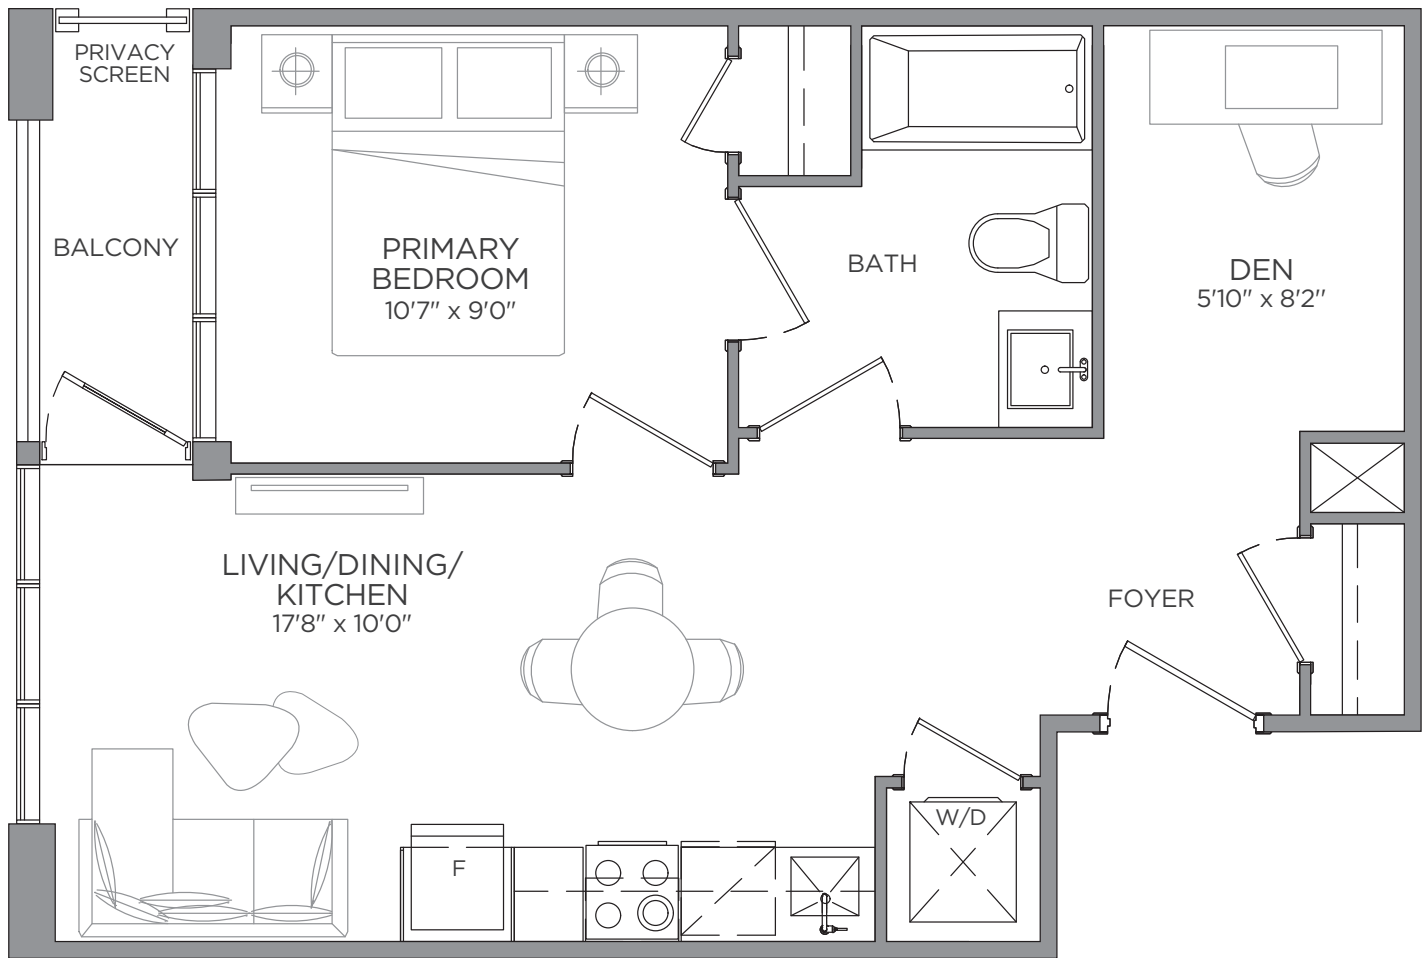 PRIVACY
SCREEN
BALCONY
PRIMARY
BEDROOM
10'7" x 9'0"
BATH
DEN
5'10" x 8'2''
LIVING/DINING/
KITCHEN
17'8" x 10'0"
FOYER
W/D
F